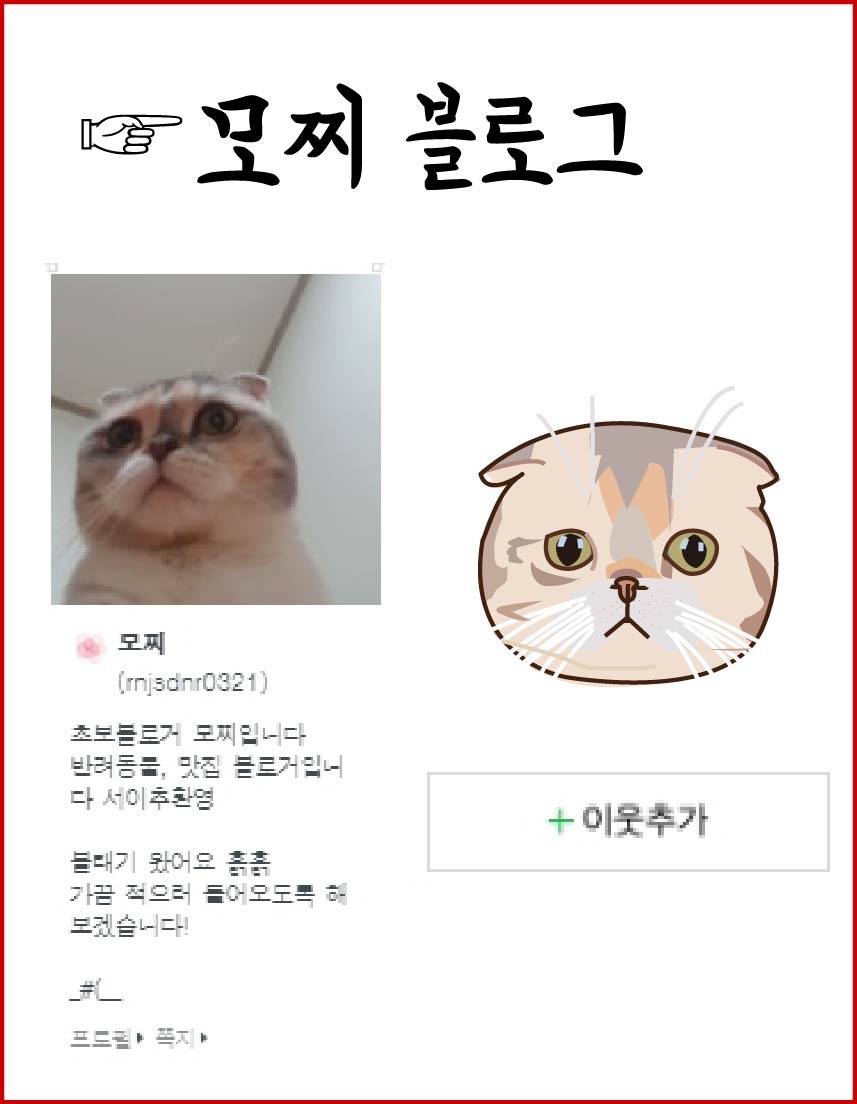 ☞모찌 블로그
모찌
(rnjsdnr0321)
초보블로거 모찌입니다
반려동물, 맛집 블로거입니
다 서이추환영
블태기 왔어요 흙흙
가끔 적으러 들어오도록 해
보겠습니다!
_#(__
프로필▶ 쪽지▶
+ 이웃추가